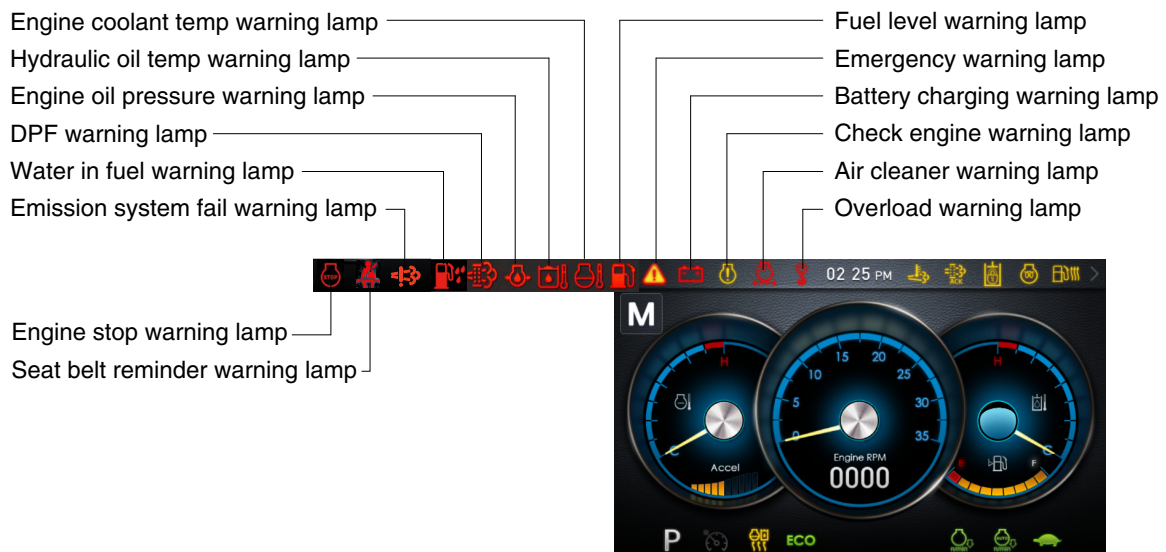 Engine coolant temp warning lamp
Hydraulic oil temp warning lamp
Engine oil pressure warning lamp
DPF warning lamp
Water in fuel warning lamp
Emission system fail warning lamp
Fuel level warning lamp
Emergency warning lamp
Battery charging warning lamp
Check engine warning lamp
Air cleaner warning lamp
Overload warning lamp
STOP
02 25 PM
ACK
Engine stop warning lamp
Seat belt reminder warning lamp
M
H
C
Accel
0
5
10
15
20
25
30
35
Engine RPM
0000
H
C
E
F
P
ECO
n/min
AUTO
n/min